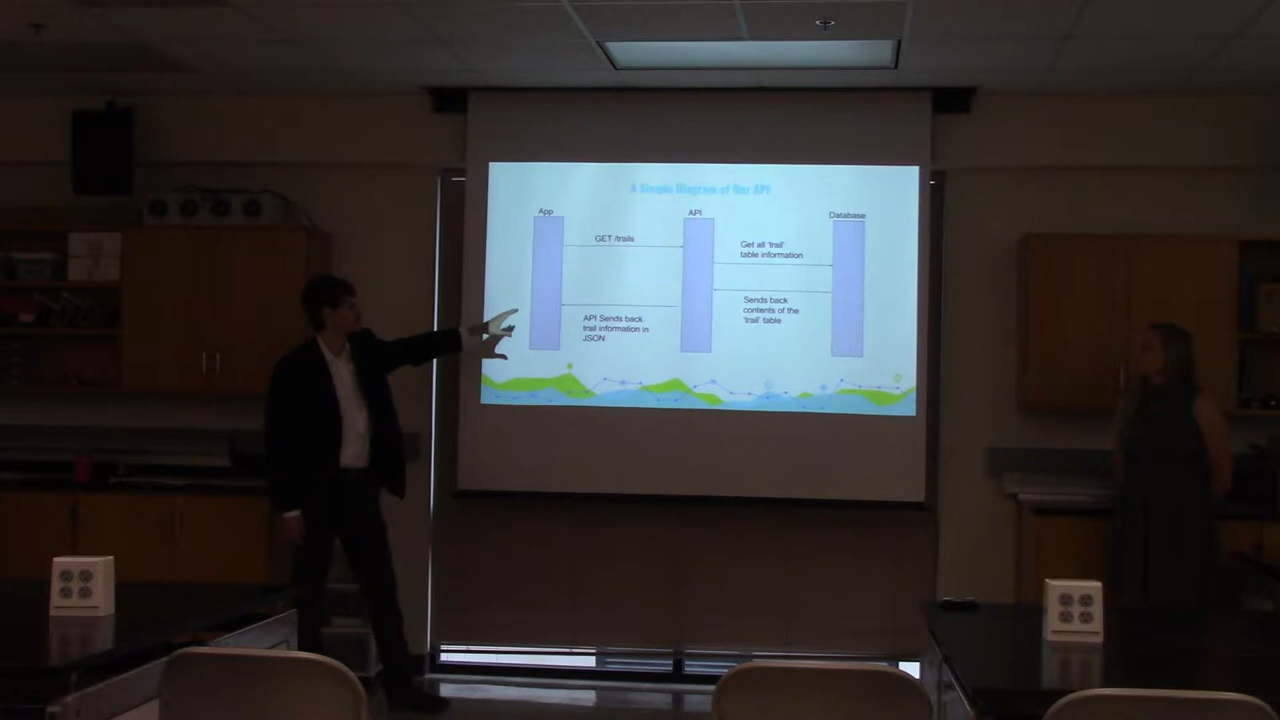 A Simple Diagram of Our API
App
API
Database
GET /trails
Get all 'trail'
table information
Sends back
contents of the
'trail' table
API Sends back
trail information in
JSON